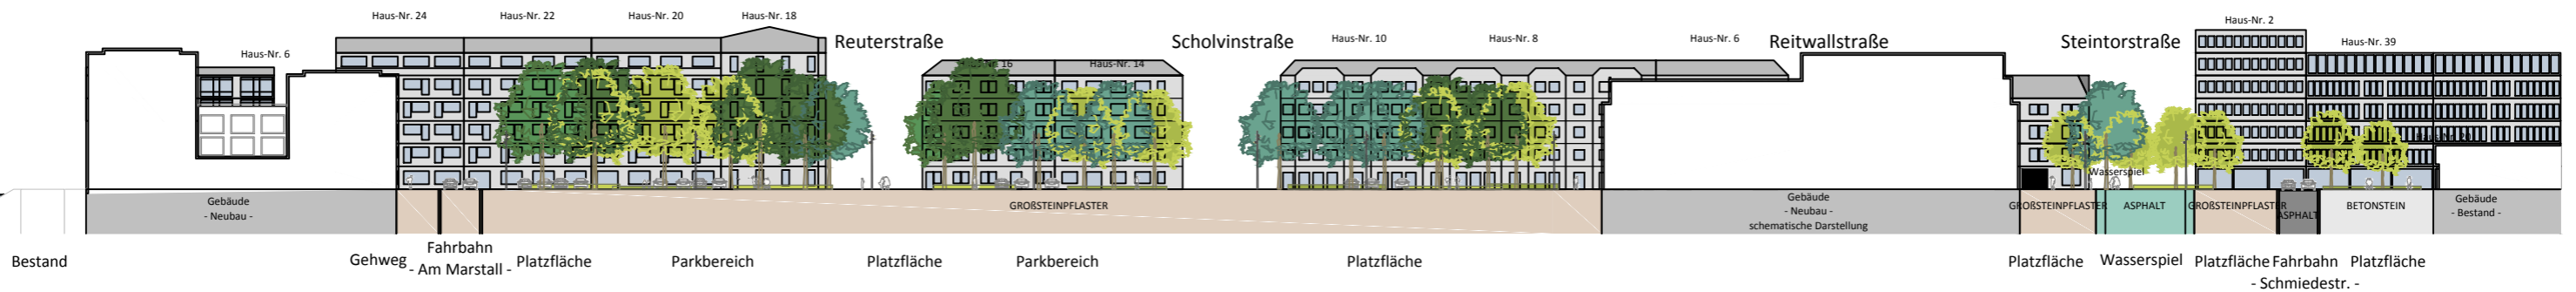 Haus-Nr. 6
Haus-Nr. 24
Haus-Nr. 22
Haus-Nr. 20
Haus-Nr. 18
Reuterstraße
16
Haus-Nr. 14
Scholvinstraße
Haus-Nr. 10
Haus-Nr. 8
Haus-Nr. 6
Reitwallstraße
Steintorstraße
Haus-Nr. 2
Haus-Nr. 39
Wasserspiel
Gebäude
- Neubau -
GROßSTEINPFLASTER
Gebäude
- Neubau -
schematische Darstellung
GROßSTEINPFLASTER
ASPHALT
GROßSTEINPFLASTER
ASPHALT
BETONSTEIN
Gebäude
- Bestand -
Bestand
Gehweg
Fahrbahn
- Am Marstall -
Platzfläche
Parkbereich
Platzfläche
Parkbereich
Platzfläche
Platzfläche
Wasserspiel
Platzfläche
Fahrbahn
- Schmiedestr. -
Platzfläche